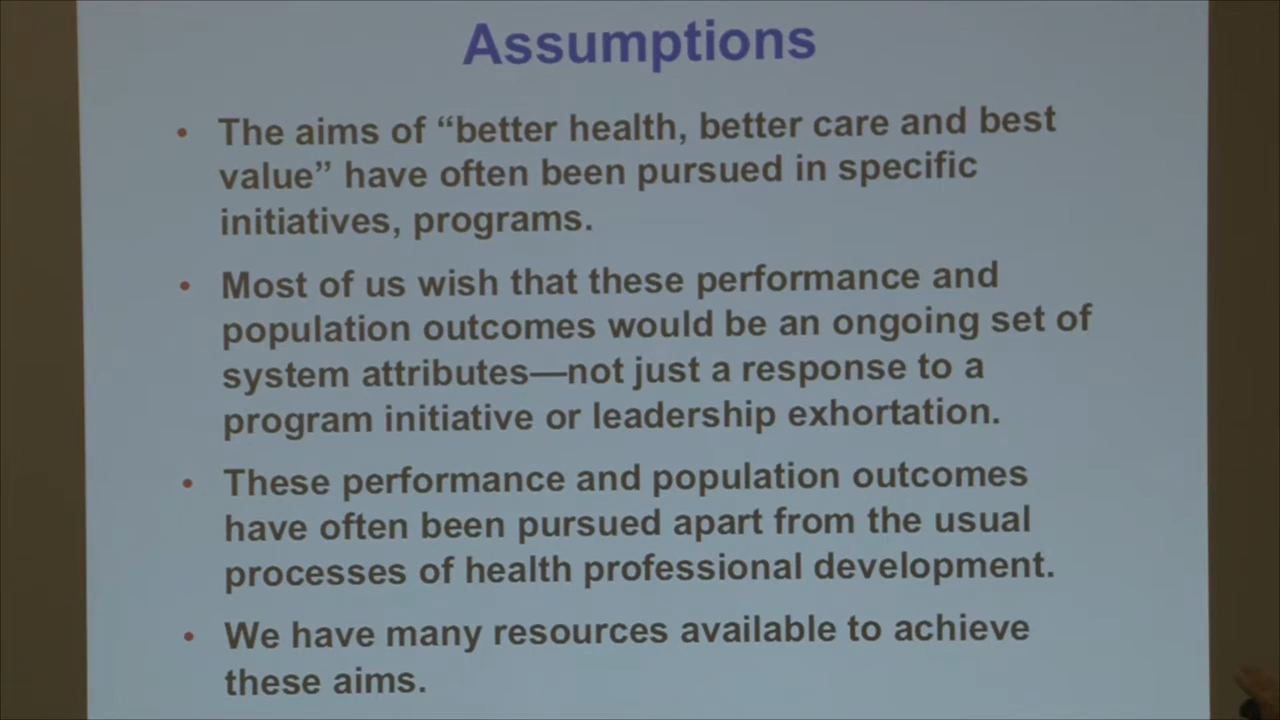 Assumptions
• The aims of “better health, better care and best
value” have often been pursued in specific
initiatives, programs.
• Most of us wish that these performance and
population outcomes would be an ongoing set of
system attributes—not just a response to a
program initiative or leadership exhortation.
• These performance and population outcomes
have often been pursued apart from the usual
processes of health professional development.
• We have many resources available to achieve
these aims.